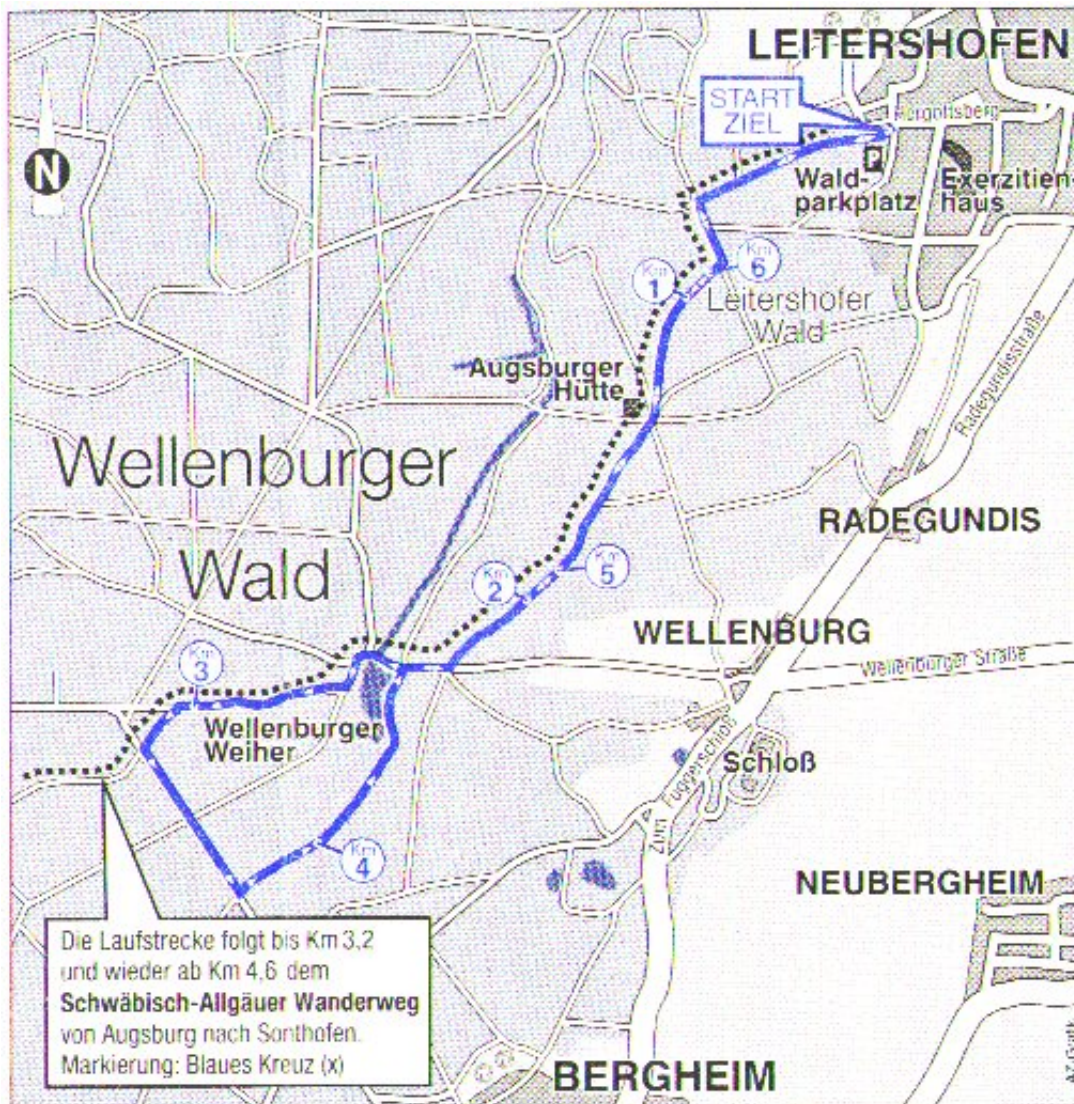 LEITERSHOFEN
START
ZIEL
N
Wald-
parkplatz
P
Exerzitien-
haus
Km
1
Km
6
Leitershofer
Wald
Augsburger
Hütte
Radegundisstraße
Wellenburger
Wald
RADEGUNDIS
Km
2
Km
5
WELLENBURG
Wellenburger Straße
Km
3
Wellenburger
Weiher
Schloß
Zum Fuggerschloß
Km
4
NEUBERGHEIM
Die Laufstrecke folgt bis Km 3,2
und wieder ab Km 4,6 dem
Schwäbisch-Allgäuer Wanderweg
von Augsburg nach Sonthofen.
Markierung: Blaues Kreuz (x)
BERGHEIM